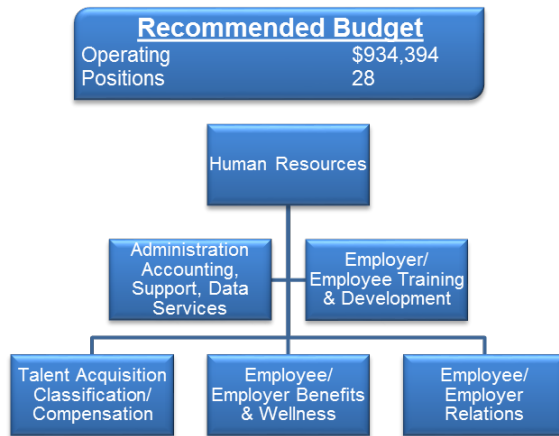 Recommended Budget
Operating $934,394
Positions 28
Human Resources
Administration
Accounting,
Support, Data
Services
Employer/
Employee Training
& Development
Talent Acquisition
Classification/
Compensation
Employee/
Employer Benefits
& Wellness
Employee/
Employer
Relations